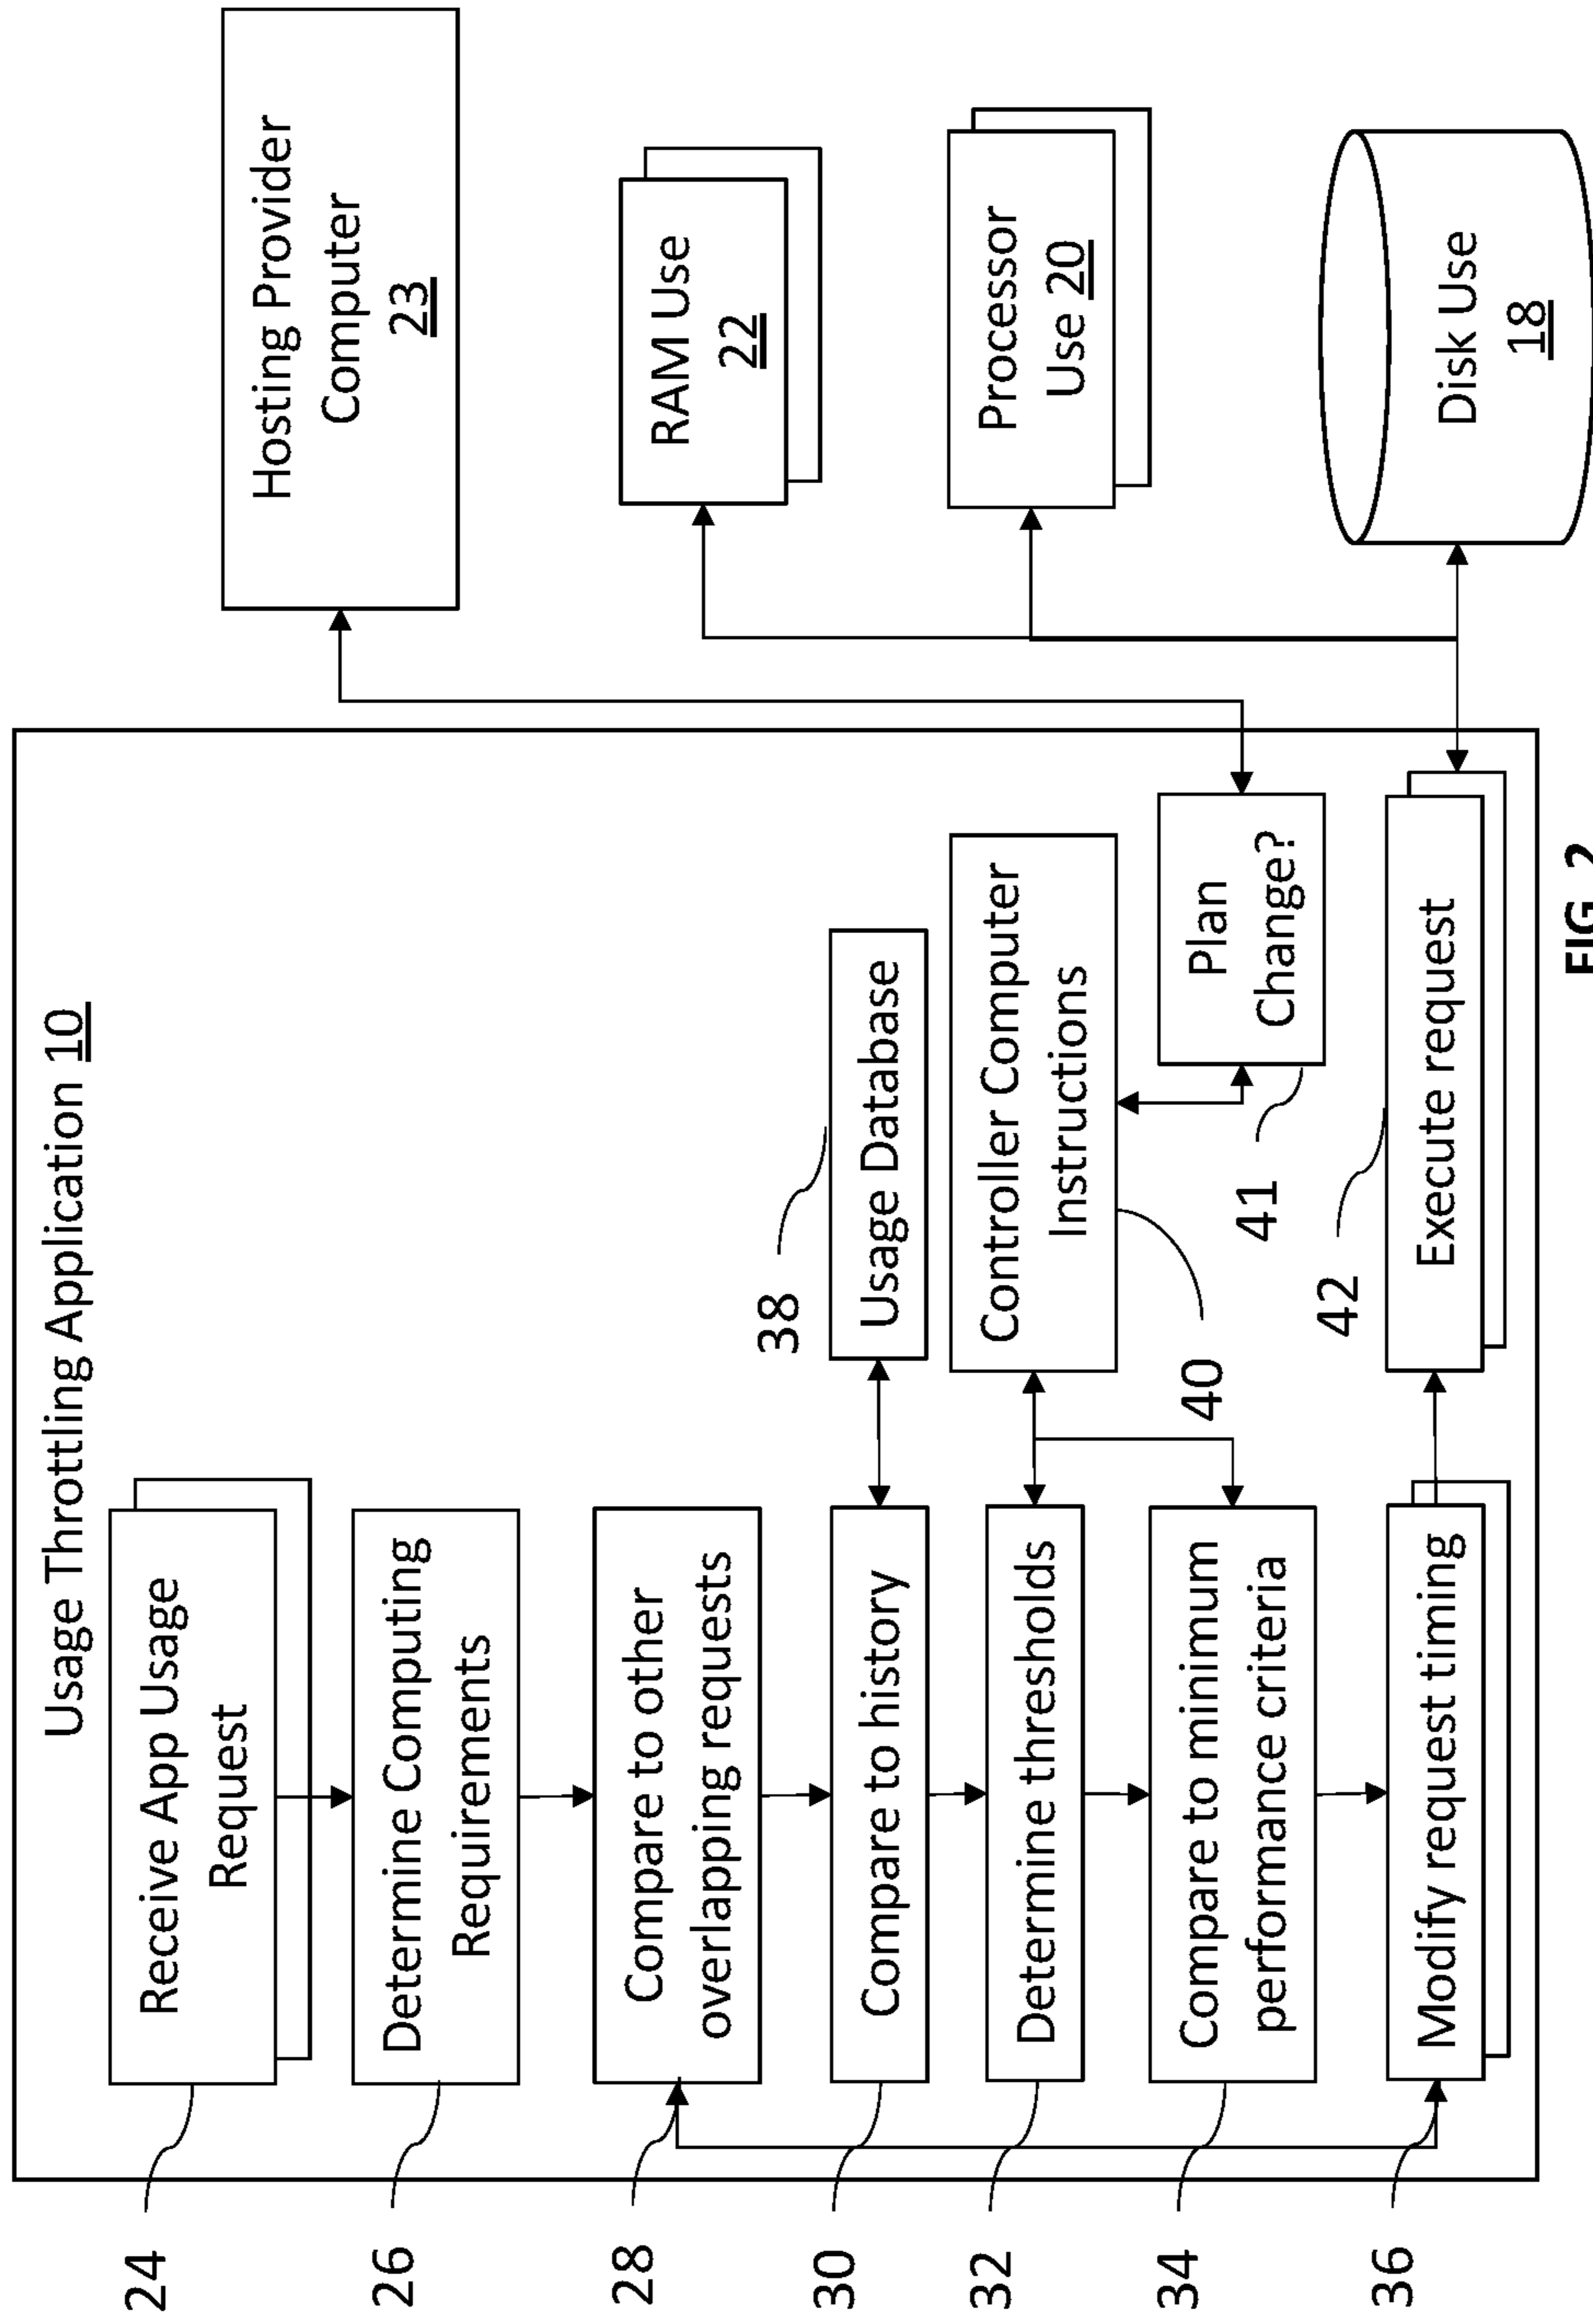 Usage Throttling Application 10
24
Receive App Usage
Request
26
Determine Computing
Requirements
28
Compare to other
overlapping requests
30
Compare to history
32
Determine thresholds
34
Compare to minimum
performance criteria
36
Modify request timing
38
Usage Database
Controller Computer
Instructions
40
Plan
Change?
41
42
Execute request
Hosting Provider
Computer
23
RAM Use
22
Processor
Use 20
Disk Use
18
FIG. 2